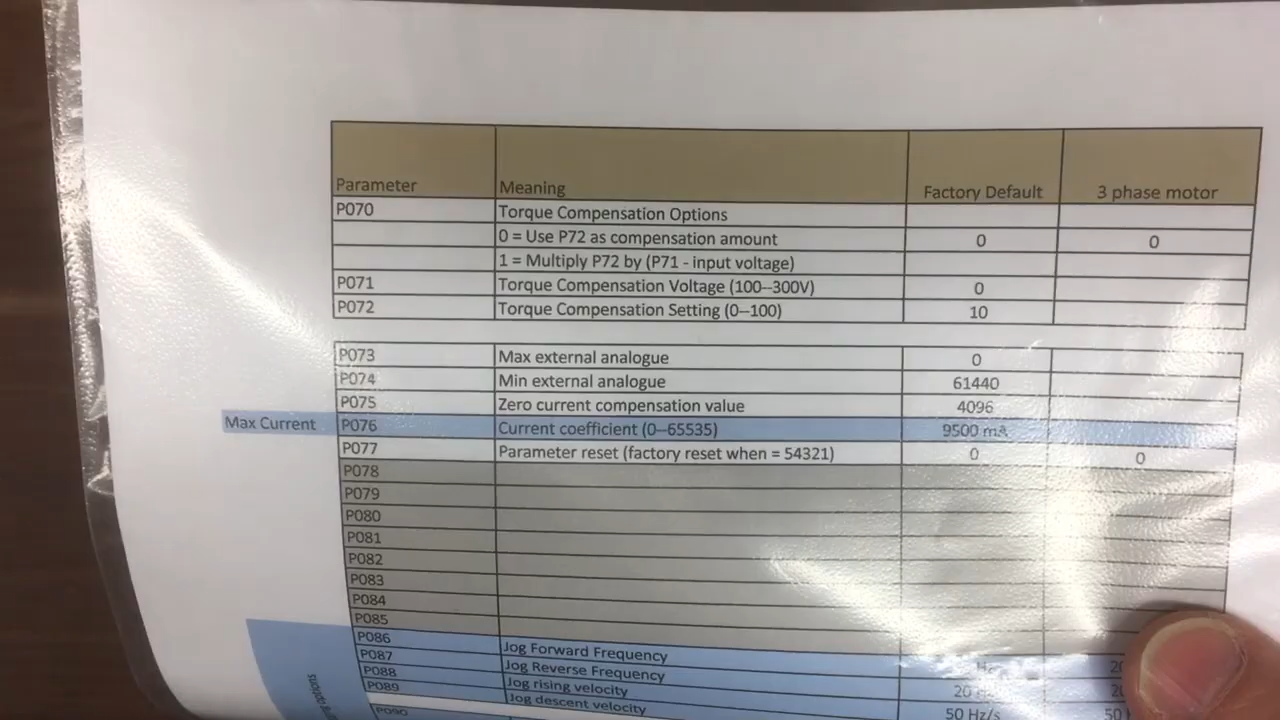 Parameter Meaning Factory Default 3 phase motor
P070 Torque Compensation Options
0 = Use P72 as compensation amount 0 0
1 = Multiply P72 by (P71 - input voltage)
P071 Torque Compensation Voltage (100--300V) 0
P072 Torque Compensation Setting (0--100) 10
P073 Max external analogue 0
P074 Min external analogue 61440
P075 Zero current compensation value 4096
Max Current P076 Current coefficient (0--65535) 9500 mA
P077 Parameter reset (factory reset when = 54321) 0 0
P078
P079
P080
P081
P082
P083
P084
P085
P086 Jog Forward Frequency
P087 Jog Reverse Frequency 20
P088 Jog rising velocity
P089 Jog descent velocity 50 Hz/s 50
P090